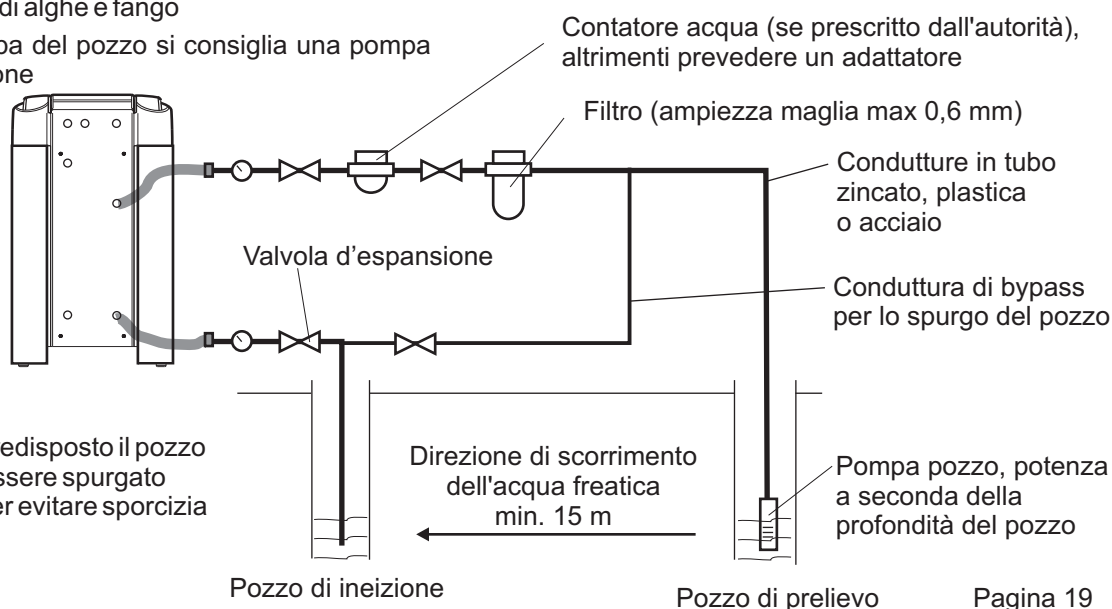 di alghe e fango
pa del pozzo si consiglia una pompa
one
Contatore acqua (se prescritto dall'autorità),
altrimenti prevedere un adattatore
Filtro (ampiezza maglia max 0,6 mm)
Condutture in tubo
zincato, plastica
o acciaio
Valvola d’espansione
Conduttura di bypass
per lo spurgo del pozzo
redisposto il pozzo
ssere spurgato
er evitare sporcizia
Direzione di scorrimento
dell'acqua freatica
min. 15 m
Pompa pozzo, potenza
a seconda della
profondità del pozzo
Pozzo di ineizione
Pozzo di prelievo
Pagina 19